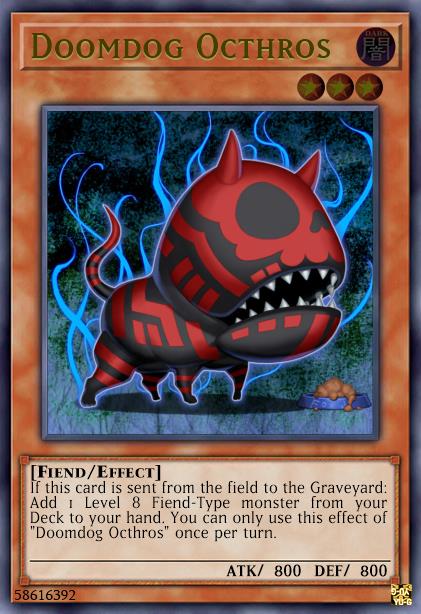 Doomdog Octhros
DARK
闇
[Fiend/Effect]
If this card is sent from the field to the Graveyard:
Add 1 Level 8 Fiend-Type monster from your
Deck to your hand. You can only use this effect of
"Doomdog Octhros" once per turn.
ATK/ 800 DEF/ 800
58616392